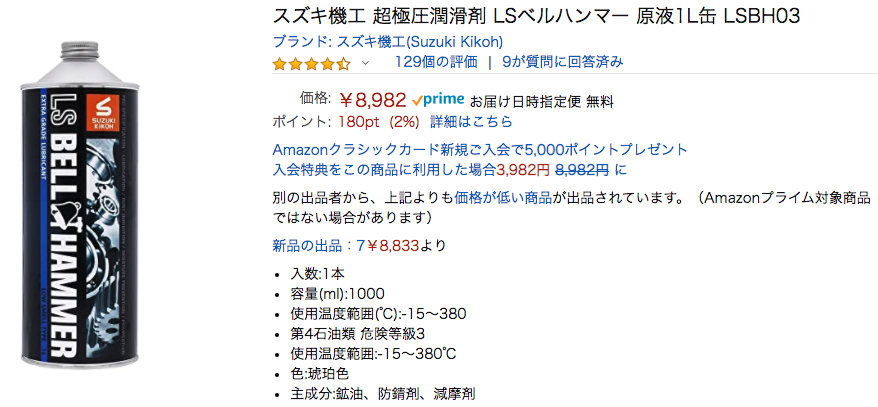 スズキ機工 超極圧潤滑剤 LSベルハンマー 原液1L缶 LSBH03
ブランド: スズキ機工(Suzuki Kikoh)
129個の評価 | 9が質問に回答済み
価格: ￥8,982 prime お届け日時指定便 無料
ポイント: 180pt (2%) 詳細はこちら
Amazonクラシックカード新規ご入会で5,000ポイントプレゼント
入会特典をこの商品に利用した場合3,982円 8,982円 に
別の出品者から、上記よりも価格が低い商品が出品されています。（Amazonプライム対象商品
ではない場合があります）
新品の出品：7￥8,833より
• 入数:1本
• 容量(ml):1000
• 使用温度範囲(℃):-15～380
• 第4石油類 危険等級3
• 使用温度範囲:-15～380℃
• 色:琥珀色
• 主成分:鉱油、防錆剤、減摩剤
LS BELL HAMMER
EXTRA GRADE LUBRICANT
S
SUZUKI
KIKOH